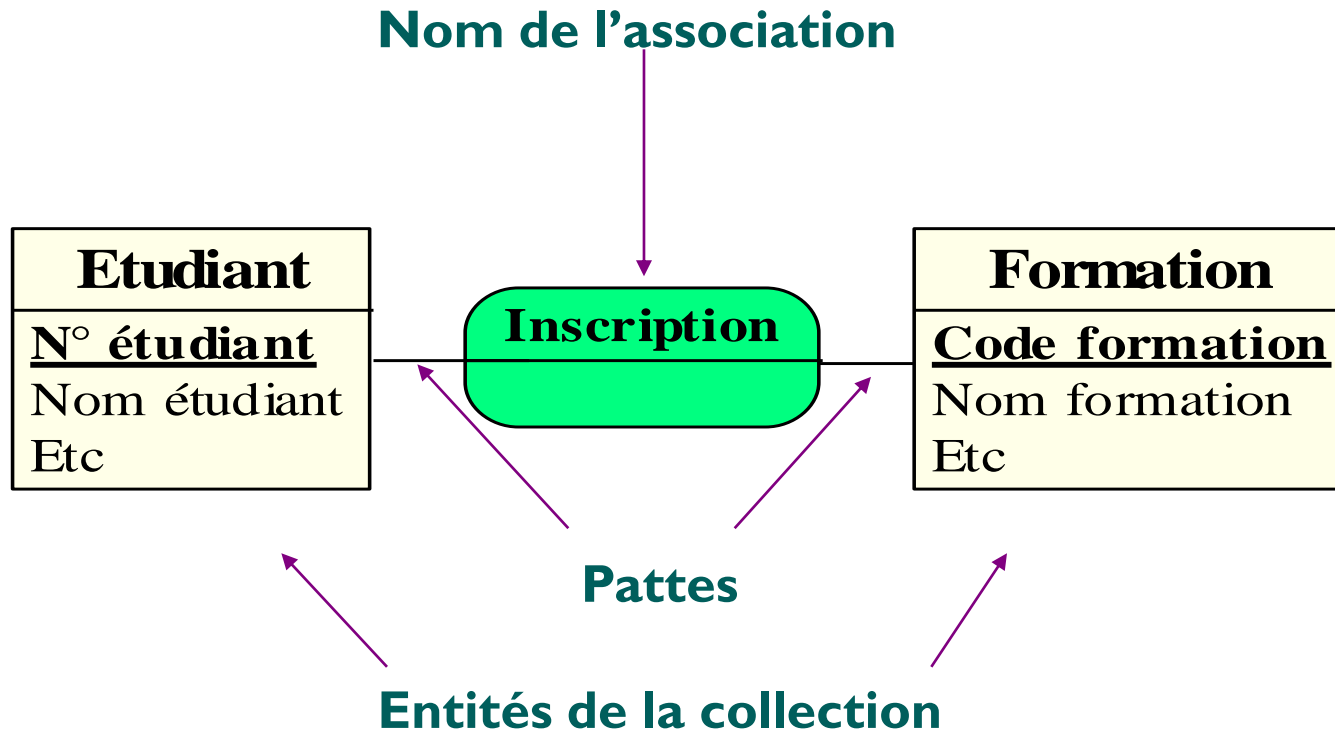 Nom de l'association
Etudiant
N° étudiant
Nom étudiant
Etc
Inscription
Formation
Code formation
Nom formation
Etc
Pattes
Entités de la collection